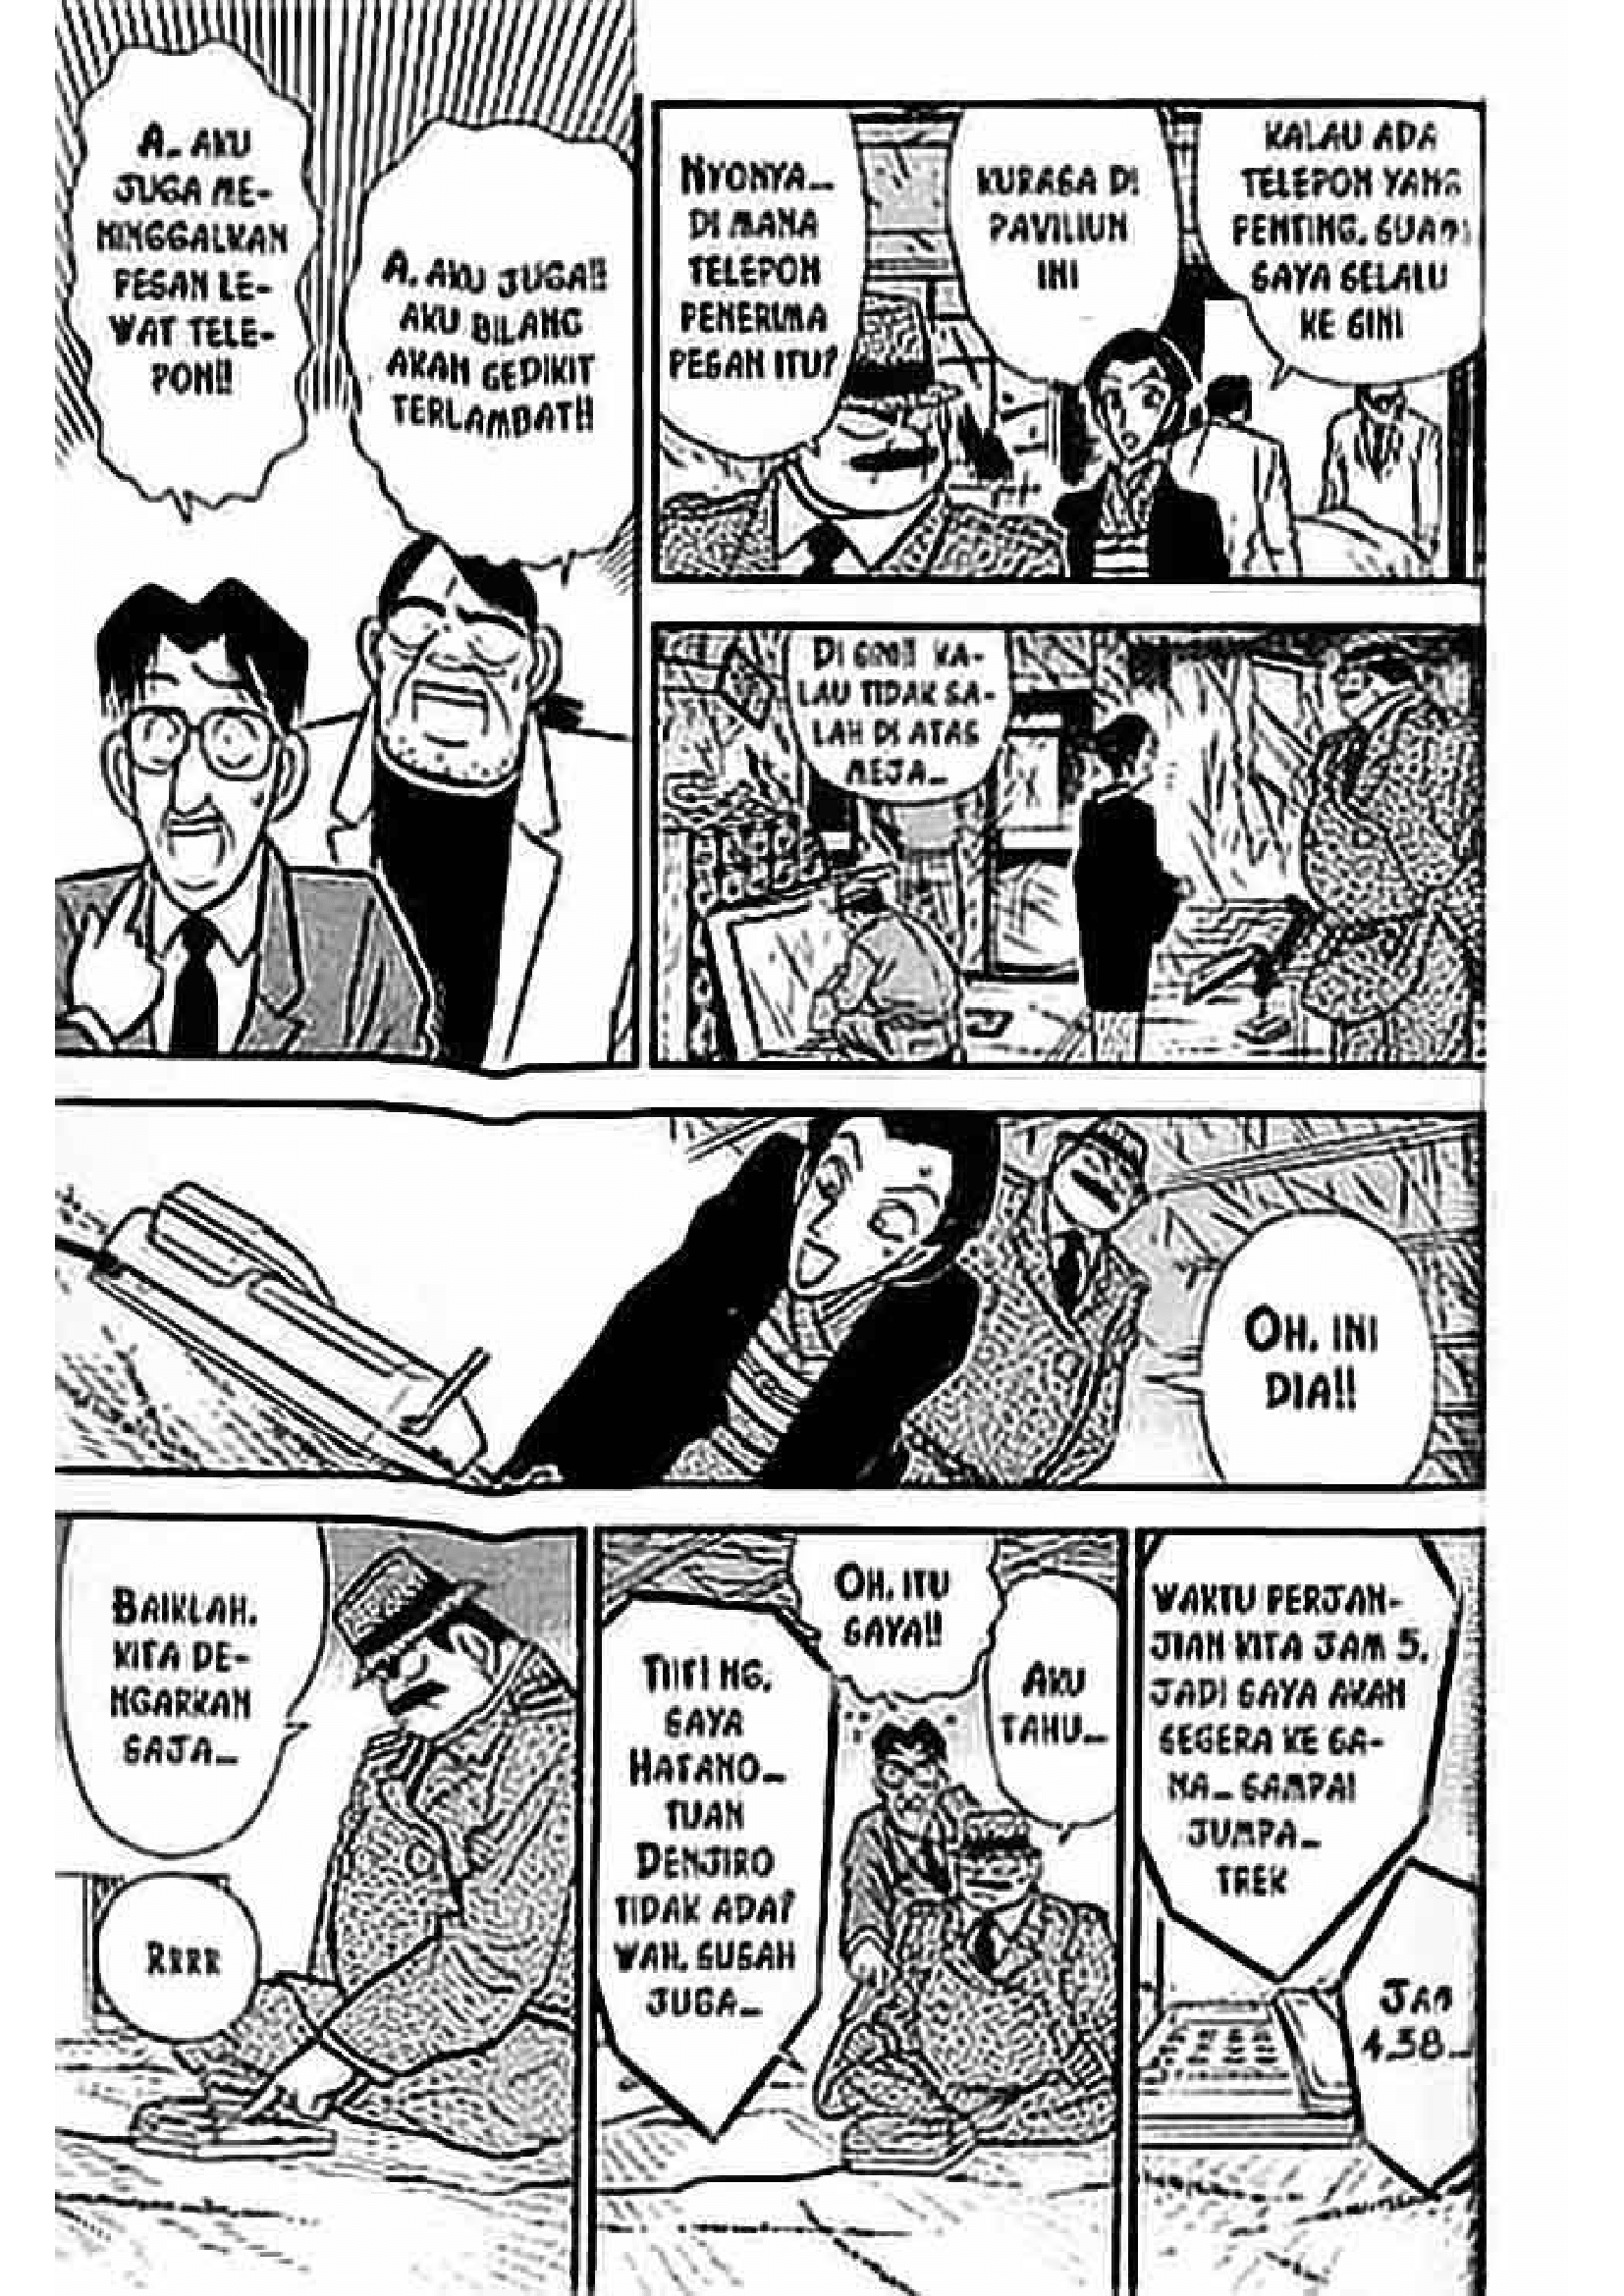 A.. AKU
JUGA ME-
NINGGALKAN
PESAN LE-
WAT TELE-
PON!!
A.. AKU JUGA!!
AKU BILANG
AKAN SEDIKIT
TERLAMBAT!!
NYONYA...
DI MANA
TELEPON
PENERIMA
PESAN ITU?
KURASA DI
PAVILIUN
INI
KALAU ADA
TELEPON YANG
PENTING, SUAMI
SAYA SELALU
KE SINI
DI SINI!! KA-
LAU TIDAK SA-
LAH DI ATAS
MEJA...
OH, INI
DIA!!
BAIKLAH.
KITA DE-
NGARKAN
SAJA...
RRRR
SAYA
HATANO...
TUAN
DENJIRO
TIDAK ADA?
WAH, SUSAH
JUGA...
OH, ITU
SAYA!!
AKU
TAHU...
WAKTU PERJAN-
JIAN KITA JAM 5,
JADI SAYA AKAN
SEGERA KE SA-
NA... SAMPAI
JUMPA...
TREK
JAM
4.38...